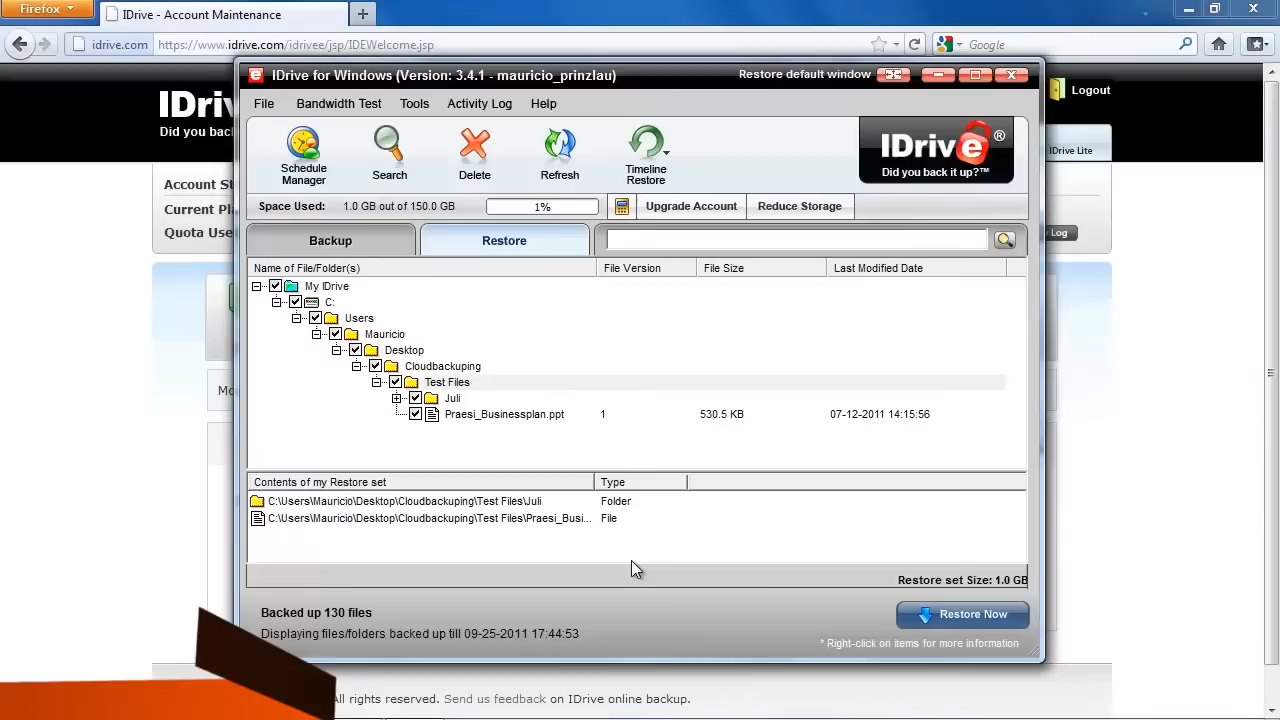 Firefox
IDrive - Account Maintenance
idrive.com
https://www.idrive.com/idrivee/jsp/IDEWelcome.jsp
Google
IDriv
Did you bac
Logout
IDrive Lite
Account St
Current Pl
Quota Use
Log
Mo
IDrive for Windows (Version: 3.4.1 - mauricio_prinzlau)
Restore default window
File
Bandwidth Test
Tools
Activity Log
Help
Schedule
Manager
Search
Delete
Refresh
Timeline
Restore
IDrive®
Did you back it up?™
Space Used:
1.0 GB out of 150.0 GB
1%
Upgrade Account
Reduce Storage
Backup
Restore
Name of File/Folder(s)
File Version
File Size
Last Modified Date
My IDrive
C:
Users
Mauricio
Desktop
Cloudbackuping
Test Files
Juli
Praesi_Businessplan.ppt
1
530.5 KB
07-12-2011 14:15:56
Contents of my Restore set
Type
C:\Users\Mauricio\Desktop\Cloudbackuping\Test Files\Juli
Folder
C:\Users\Mauricio\Desktop\Cloudbackuping\Test Files\Praesi_Busi...
File
Restore set Size: 1.0 GB
Backed up 130 files
Restore Now
Displaying files/folders backed up till 09-25-2011 17:44:53
* Right-click on items for more information
All rights reserved. Send us feedback on IDrive online backup.